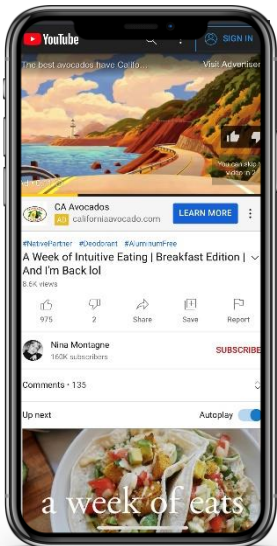 YouTube
SIGN IN
The best avocados have Califo...
Visit Advertiser
You can skip
video in 2
CA Avocados
AD californiaavocado.com
LEARN MORE
#NativePartner #Deodorant #AluminumFree
A Week of Intuitive Eating | Breakfast Edition |
And I'm Back lol
8.6K views
975
2
Share
Save
Report
Nina Montagne
160K subscribers
SUBSCRIBE
Comments • 135
Up next
Autoplay
a week of eats